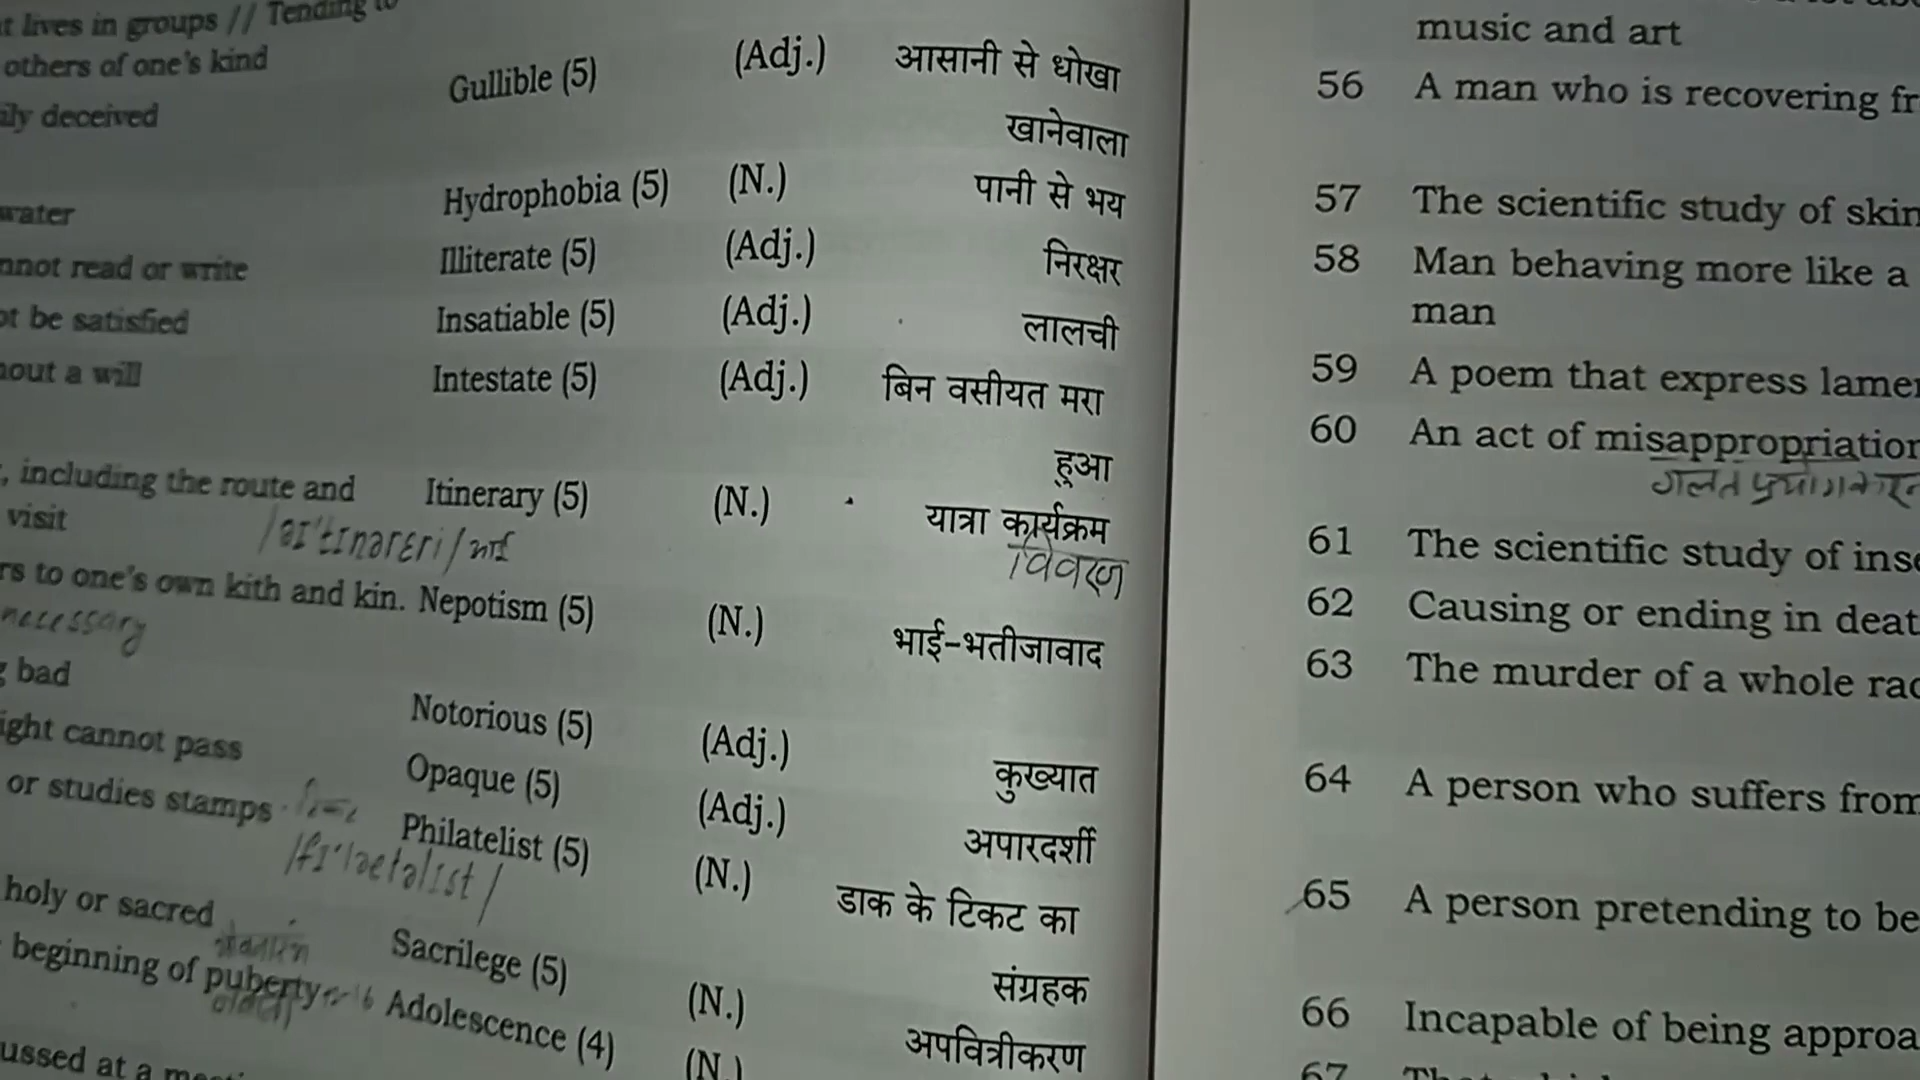 t lives in groups // Tending to
others of one's kind
Gullible (5) (Adj.) आसानी से धोखा
ily deceived
खानेवाला
water Hydrophobia (5) (N.) पानी से भय
nnot read or write Illiterate (5) (Adj.) निरक्षर
ot be satisfied Insatiable (5) (Adj.) लालची
hout a will Intestate (5) (Adj.) बिन वसीयत मरा
हुआ
, including the route and Itinerary (5) (N.) यात्रा कार्यक्रम
visit
विवरण
rs to one's own kith and kin. Nepotism (5) (N.) भाई-भतीजावाद
necessary
g bad Notorious (5) (Adj.) कुख्यात
ight cannot pass Opaque (5) (Adj.) अपारदर्शी
or studies stamps Philatelist (5) (N.) डाक के टिकट का
संग्रहक
holy or sacred Sacrilege (5) (N.) अपवित्रीकरण
beginning of puberty Adolescence (4) (N.)
ussed at a
music and art
56 A man who is recovering fr
57 The scientific study of skin
58 Man behaving more like a
man
59 A poem that express lamen
60 An act of misappropriation
61 The scientific study of inse
62 Causing or ending in deat
63 The murder of a whole rac
64 A person who suffers from
65 A person pretending to be
66 Incapable of being approa
67